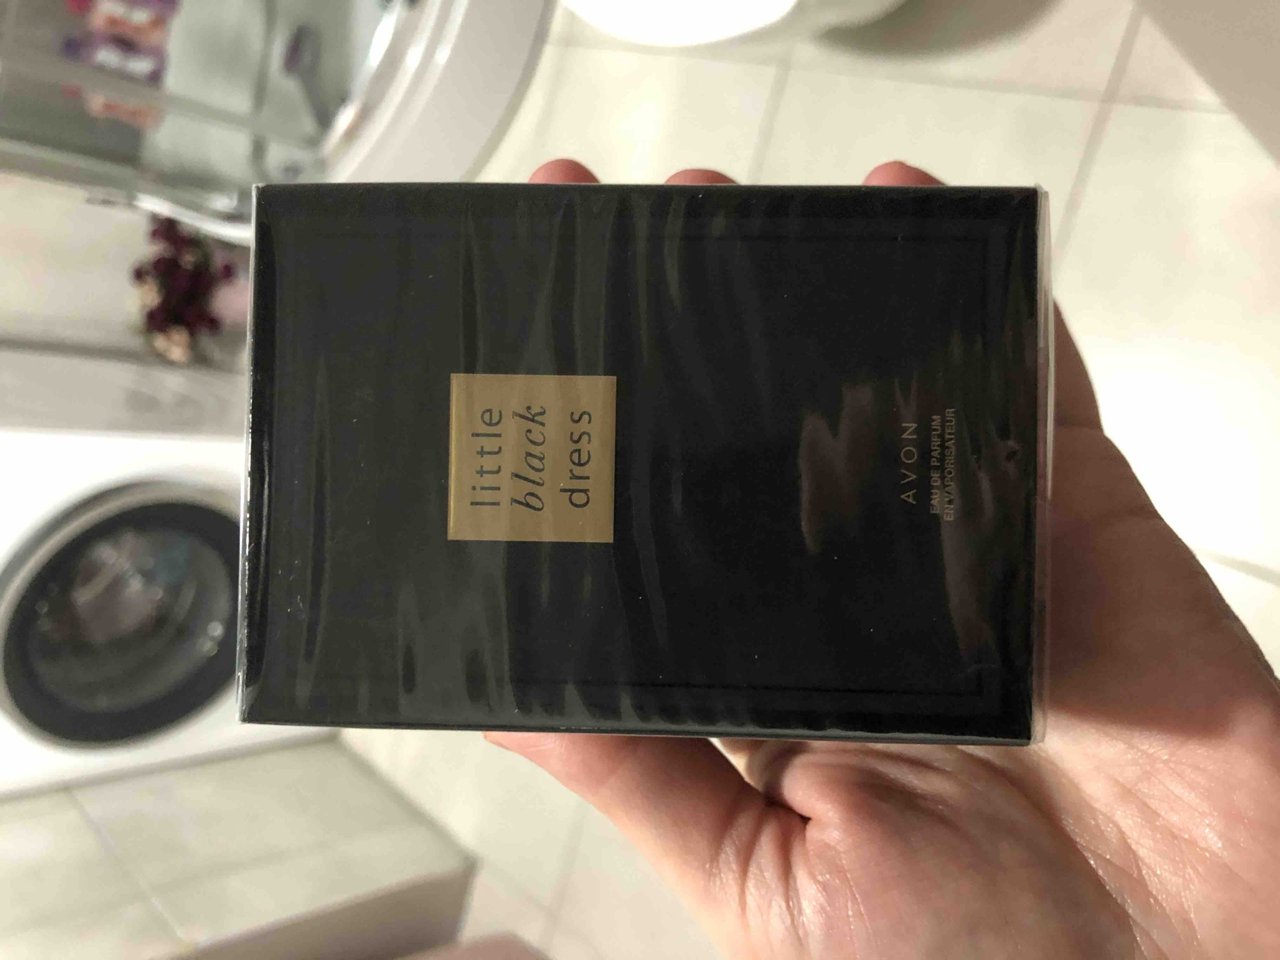 little
black
dress
AVON
EAU DE PARFUM
EN VAPORISATEUR